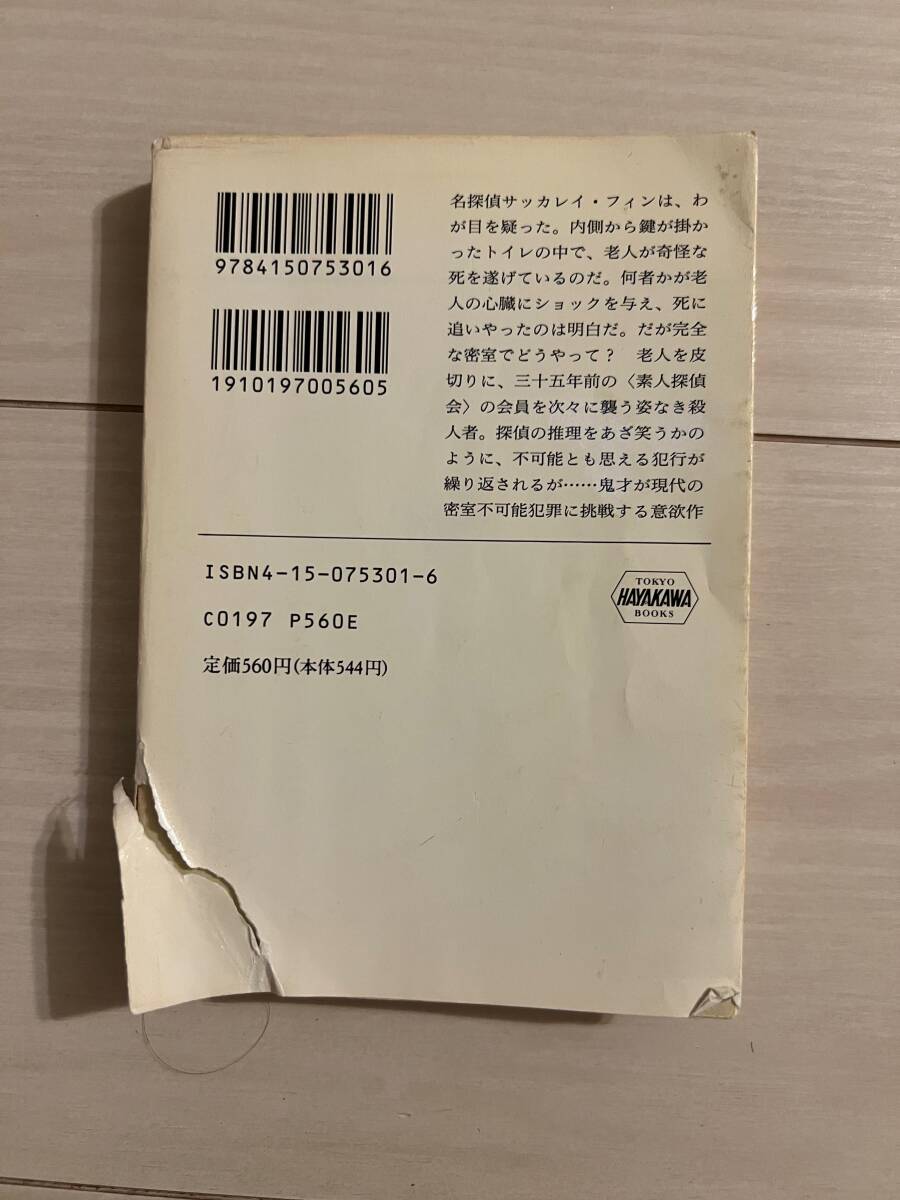 9784150753016
1910197005605
名探偵サッカレイ・フィンは、わ
が目を疑った。内側から鍵が掛か
ったトイレの中で、老人が奇怪な
死を遂げているのだ。何者かが老
人の心臓にショックを与え、死に
追いやったのは明白だ。だが完全
な密室でどうやって？　老人を皮
切りに、三十五年前の〈素人探偵
会〉の会員を次々に襲う姿なき殺
人者。探偵の推理をあざ笑うかの
ように、不可能とも思える犯行が
繰り返されるが……鬼才が現代の
密室不可能犯罪に挑戦する意欲作
ISBN4-15-075301-6
C0197 P560E
定価560円(本体544円)
TOKYO
HAYAKAWA
BOOKS